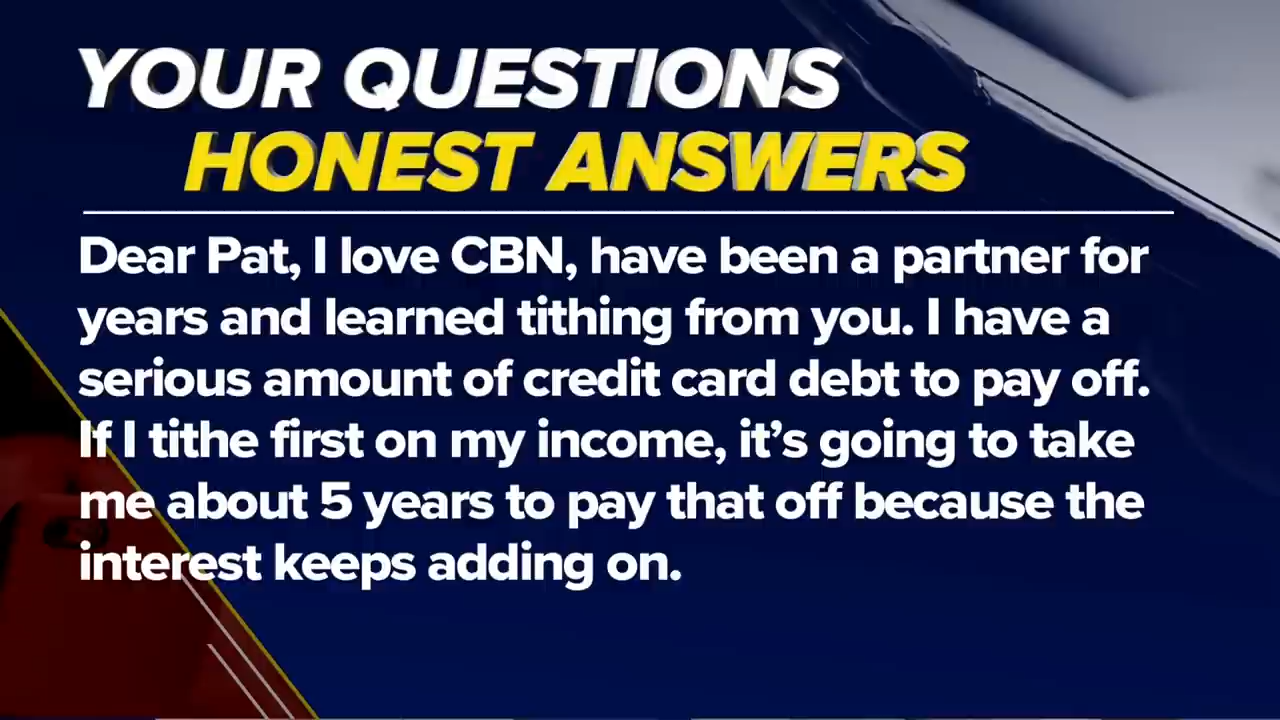 YOUR QUESTIONS
HONEST ANSWERS
Dear Pat, I love CBN, have been a partner for
years and learned tithing from you. I have a
serious amount of credit card debt to pay off.
If I tithe first on my income, it’s going to take
me about 5 years to pay that off because the
interest keeps adding on.